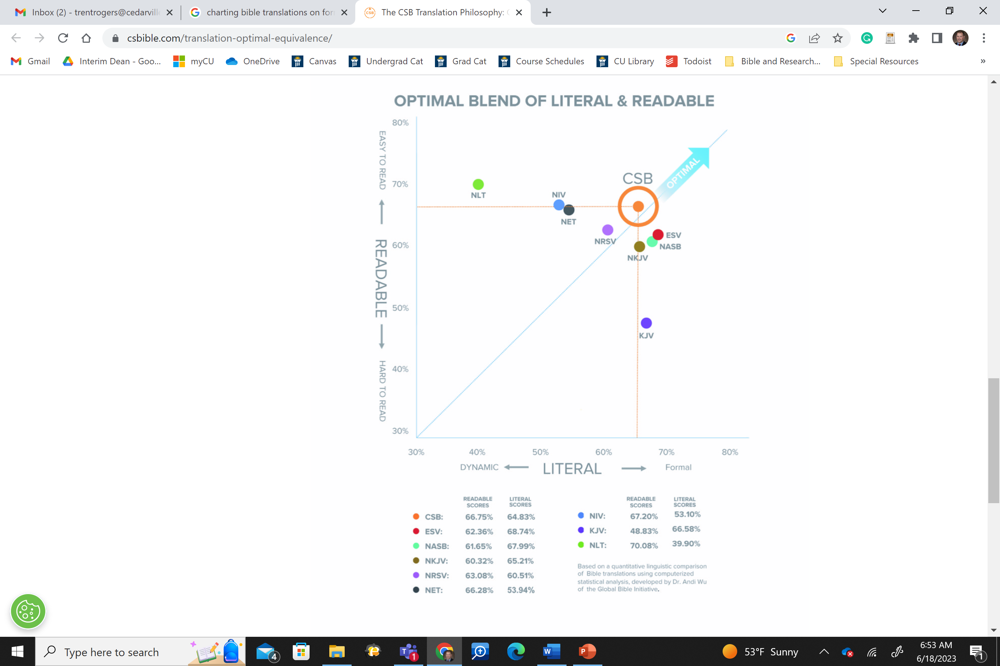 Inbox (2) - trentrogers@cedarville
charting bible translations on for
The CSB Translation Philosophy:
csbible.com/translation-optimal-equivalence/
Gmail
Interim Dean - Goo...
myCU
OneDrive
Canvas
Undergrad Cat
Grad Cat
Course Schedules
CU Library
Todoist
Bible and Research...
Special Resources
»
OPTIMAL BLEND OF LITERAL & READABLE
80%
70%
60%
50%
40%
30%
EASY TO READ
READABLE
HARD TO READ
OPTIMAL
CSB
NLT
NIV
NET
NRSV
ESV
NASB
NKJV
KJV
30% 40% 50% 60% 70% 80%
DYNAMIC LITERAL Formal
READABLE SCORES LITERAL SCORES
CSB: 66.75% 64.83%
ESV: 62.36% 68.74%
NASB: 61.65% 67.99%
NKJV: 60.32% 65.21%
NRSV: 63.08% 60.51%
NET: 66.28% 53.94%
READABLE SCORES LITERAL SCORES
NIV: 67.20% 53.10%
KJV: 48.83% 66.58%
NLT: 70.08% 39.90%
Based on a quantitative linguistic comparison
of Bible translations using computerized
statistical analysis, developed by Dr. Andi Wu
of the Global Bible Initiative.
Type here to search
4
T
1
W
P
53°F Sunny
6:53 AM
6/18/2023
1